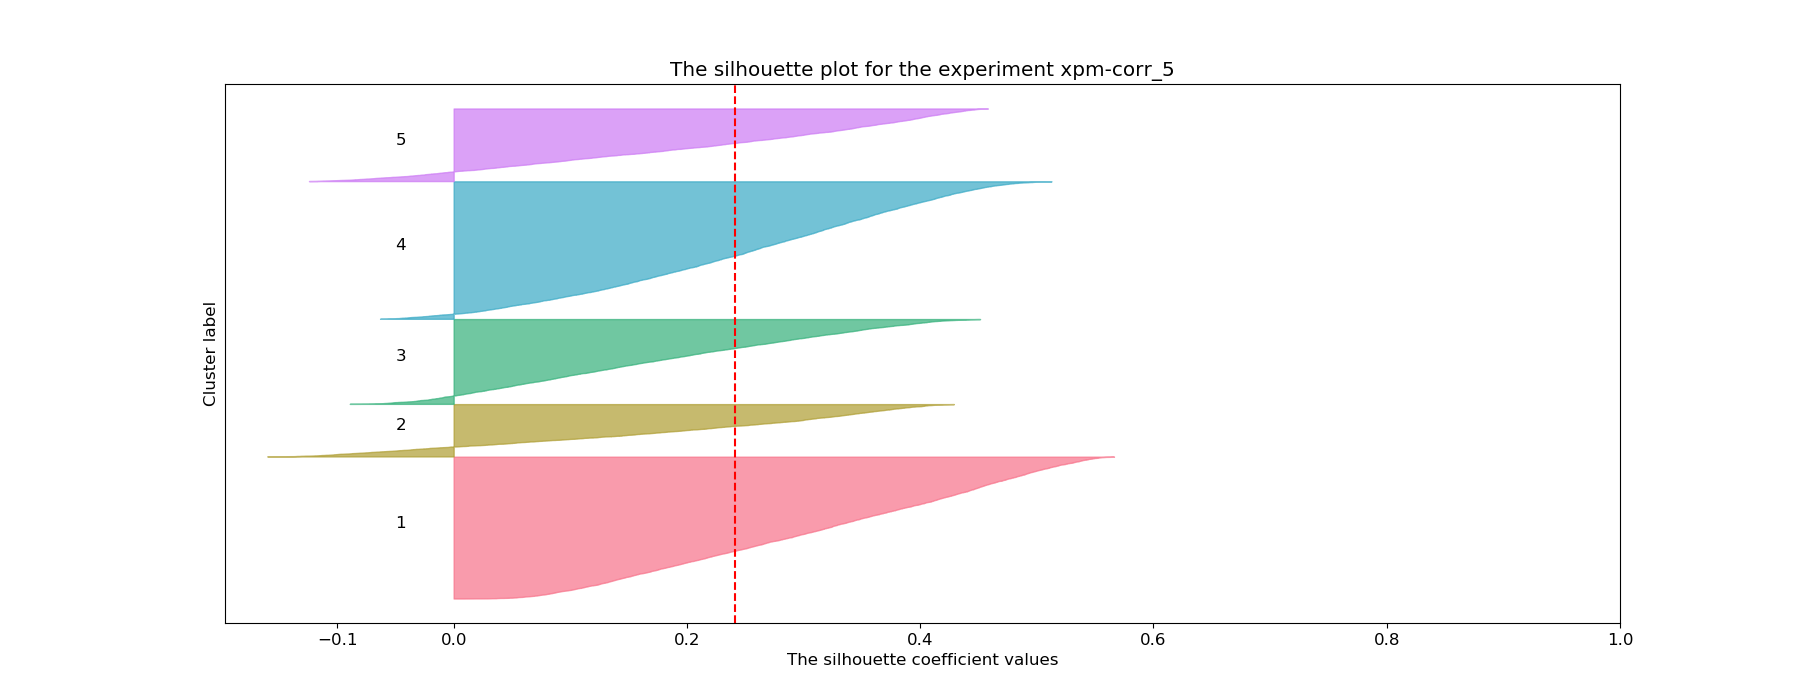 The silhouette plot for the experiment xpm-corr_5
5
4
3
2
1
Cluster label
−0.1 0.0 0.2 0.4 0.6 0.8 1.0
The silhouette coefficient values